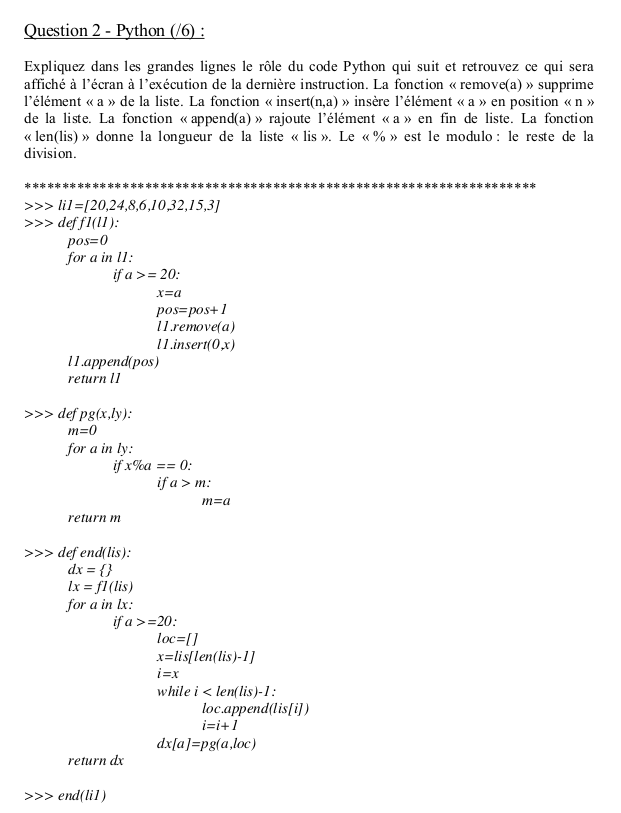 Question 2 - Python (/6) :
Expliquez dans les grandes lignes le rôle du code Python qui suit et retrouvez ce qui sera
affiché à l'écran à l'exécution de la dernière instruction. La fonction « remove(a) » supprime
l'élément « a » de la liste. La fonction « insert(n,a) » insère l'élément « a » en position « n »
de la liste. La fonction « append(a) » rajoute l'élément « a » en fin de liste. La fonction
« len(lis) » donne la longueur de la liste « lis ». Le « % » est le modulo : le reste de la
division.
********************************************************************
>>> li1=[20,24,8,6,10,32,15,3]
>>> def f1(l1):
pos=0
for a in l1:
if a >= 20:
x=a
pos=pos+1
l1.remove(a)
l1.insert(0,x)
l1.append(pos)
return l1
>>> def pg(x,ly):
m=0
for a in ly:
if x%a == 0:
if a > m:
m=a
return m
>>> def end(lis):
dx = {}
lx = f1(lis)
for a in lx:
if a >=20:
loc=[]
x=lis[len(lis)-1]
i=x
while i < len(lis)-1:
loc.append(lis[i])
i=i+1
dx[a]=pg(a,loc)
return dx
>>> end(li1)